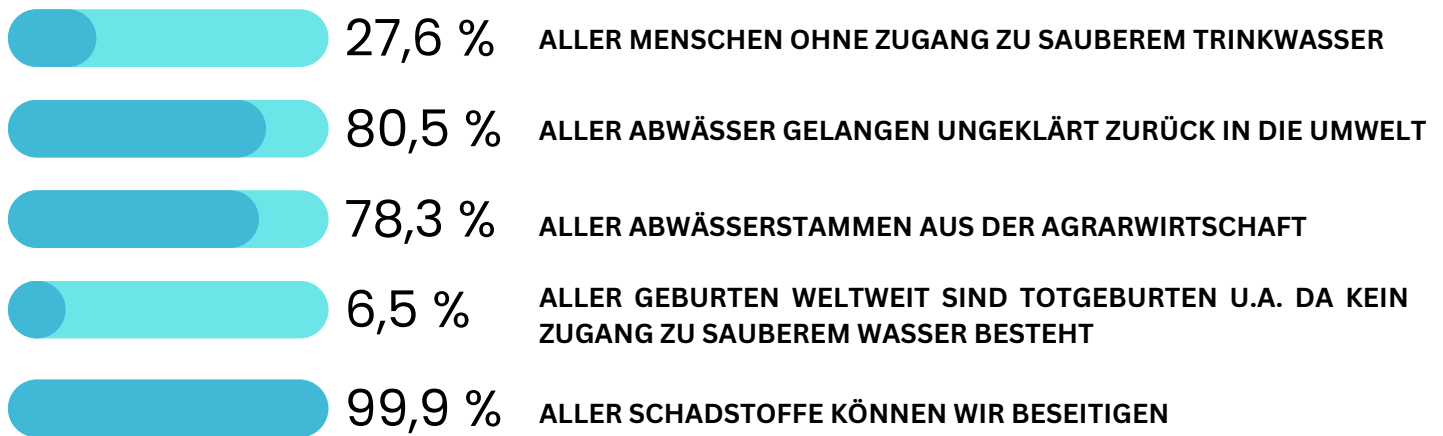 27,6 % ALLER MENSCHEN OHNE ZUGANG ZU SAUBEREM TRINKWASSER
80,5 % ALLER ABWÄSSER GELANGEN UNGEKLÄRT ZURÜCK IN DIE UMWELT
78,3 % ALLER ABWÄSSERSTAMMEN AUS DER AGRARWIRTSCHAFT
6,5 % ALLER GEBURTEN WELTWEIT SIND TOTGEBURTEN U.A. DA KEIN
ZUGANG ZU SAUBEREM WASSER BESTEHT
99,9 % ALLER SCHADSTOFFE KÖNNEN WIR BESEITIGEN